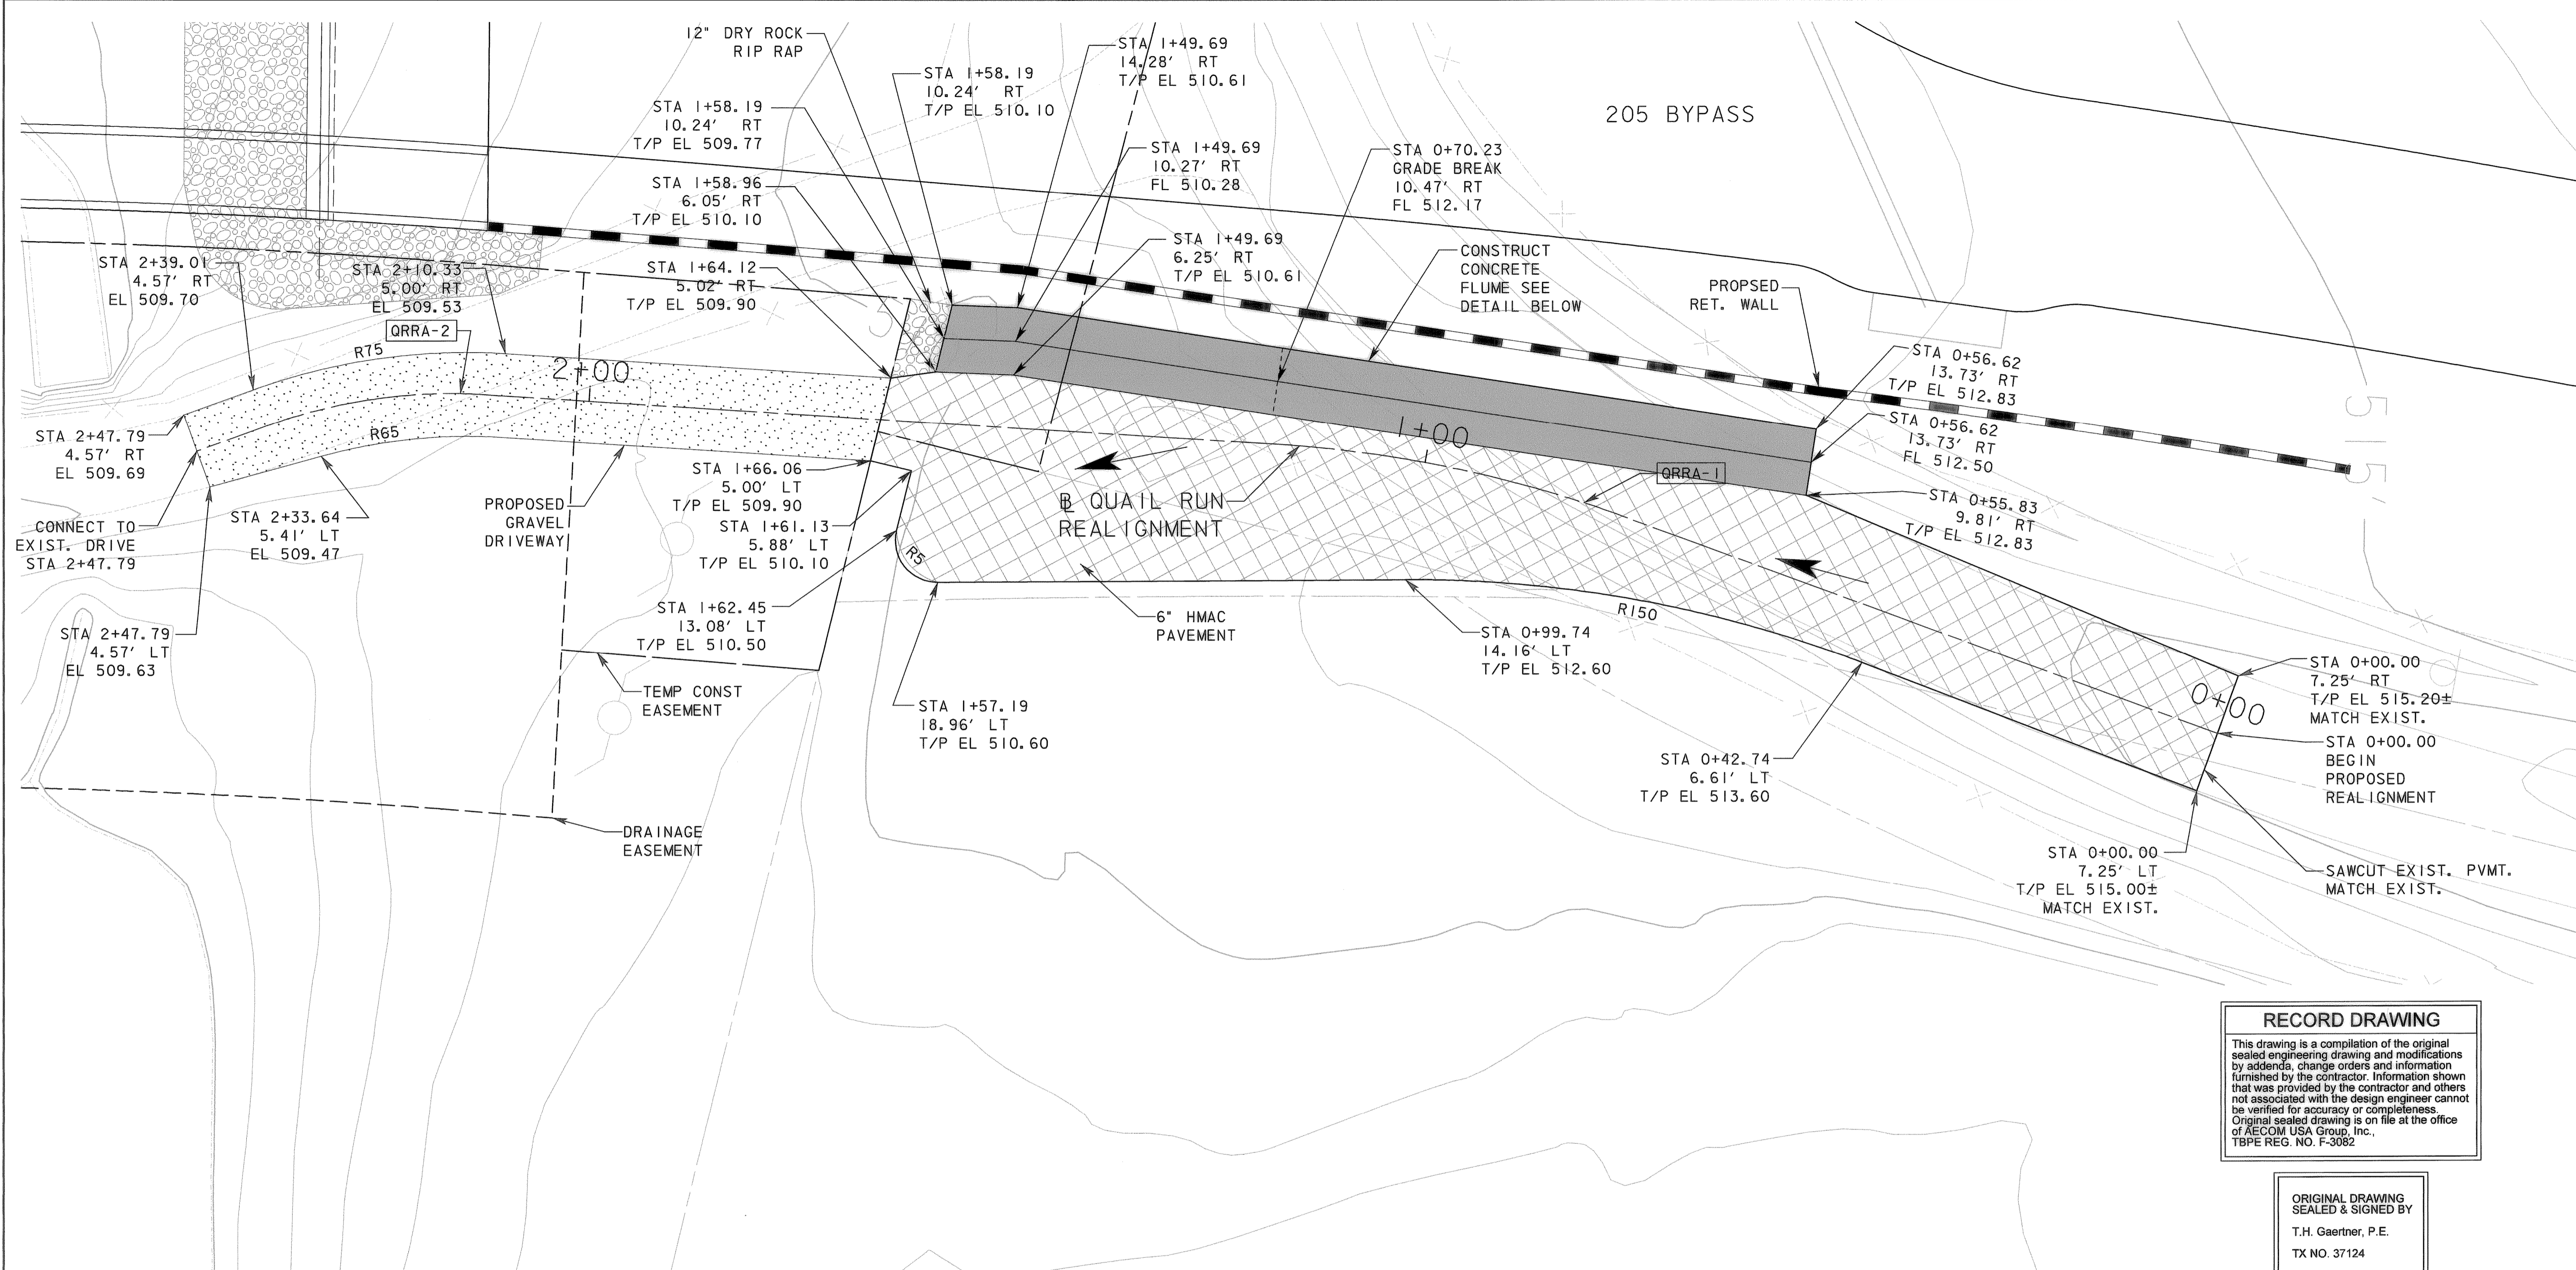 12" DRY ROCK
RIP RAP
STA 1+58.19
10.24' RT
T/P EL 510.10
STA 1+49.69
14.28' RT
T/P EL 510.61
205 BYPASS
STA 1+58.19
10.24' RT
T/P EL 509.77
STA 1+49.69
10.27' RT
FL 510.28
STA 0+70.23
GRADE BREAK
10.47' RT
FL 512.17
STA 1+58.96
6.05' RT
T/P EL 510.10
STA 1+49.69
6.25' RT
T/P EL 510.61
CONSTRUCT
CONCRETE
FLUME SEE
DETAIL BELOW
PROPSED
RET. WALL
STA 2+39.01
4.57' RT
EL 509.70
STA 2+10.33
5.00' RT
EL 509.53
STA 1+64.12
5.02' RT
T/P EL 509.90
QRRA-2
R75
2+00
R65
STA 0+56.62
13.73' RT
T/P EL 512.83
STA 0+56.62
13.73' RT
FL 512.50
515'
1+00
QRRA-1
STA 2+47.79
4.57' RT
EL 509.69
STA 1+66.06
5.00' LT
T/P EL 509.90
STA 0+55.83
9.81' RT
T/P EL 512.83
CONNECT TO
EXIST. DRIVE
STA 2+47.79
STA 2+33.64
5.41' LT
EL 509.47
PROPOSED
GRAVEL
DRIVEWAY
STA 1+61.13
5.88' LT
T/P EL 510.10
R5
BL QUAIL RUN
REALIGNMENT
STA 1+62.45
13.08' LT
T/P EL 510.50
6" HMAC
PAVEMENT
R150
STA 2+47.79
4.57' LT
EL 509.63
STA 0+99.74
14.16' LT
T/P EL 512.60
TEMP CONST
EASEMENT
STA 1+57.19
18.96' LT
T/P EL 510.60
0+00
STA 0+00.00
7.25' RT
T/P EL 515.20±
MATCH EXIST.
STA 0+00.00
BEGIN
PROPOSED
REALIGNMENT
STA 0+42.74
6.61' LT
T/P EL 513.60
DRAINAGE
EASEMENT
STA 0+00.00
7.25' LT
T/P EL 515.00±
MATCH EXIST.
SAWCUT EXIST. PVMT.
MATCH EXIST.
RECORD DRAWING
This drawing is a compilation of the original
sealed engineering drawing and modifications
by addenda, change orders and information
furnished by the contractor. Information shown
that was provided by the contractor and others
not associated with the design engineer cannot
be verified for accuracy or completeness.
Original sealed drawing is on file at the office
of AECOM USA Group, Inc.,
TBPE REG. NO. F-3082
ORIGINAL DRAWING
SEALED & SIGNED BY
T.H. Gaertner, P.E.
TX NO. 37124